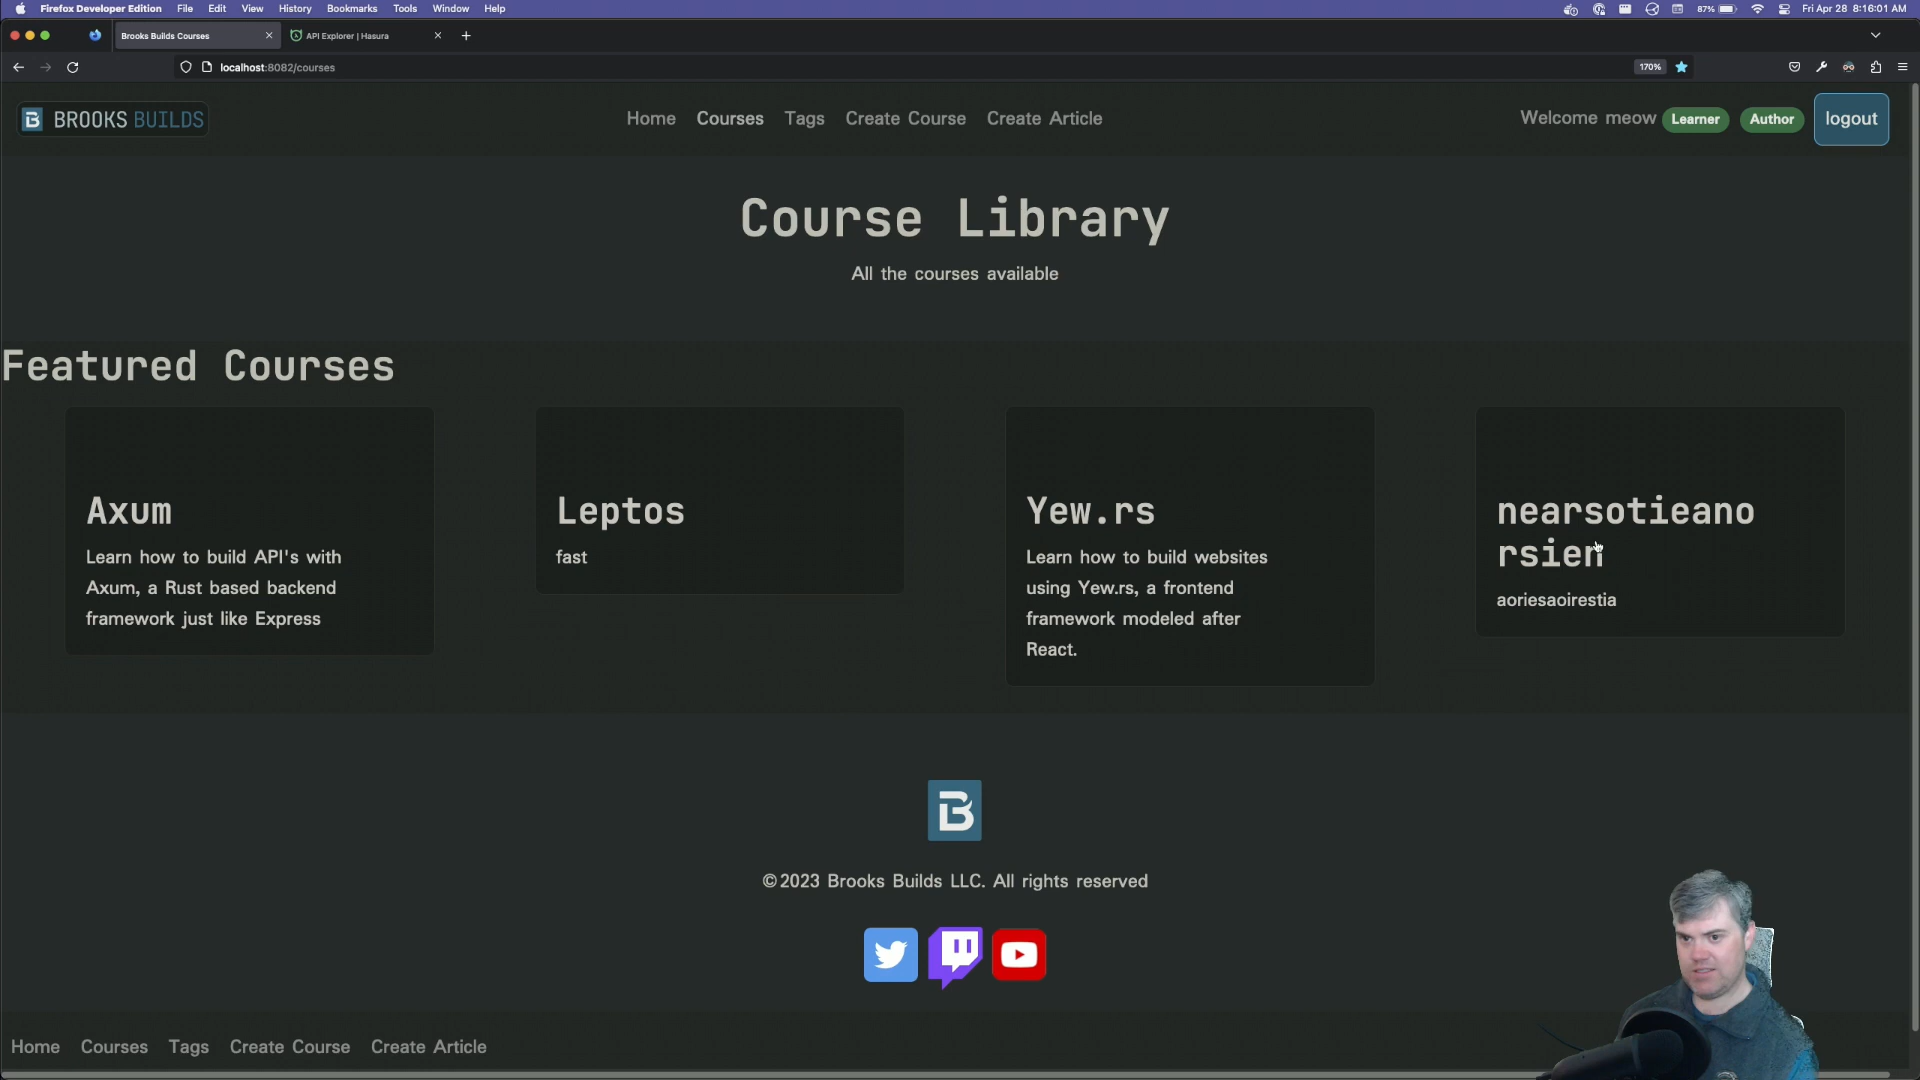 Firefox Developer Edition File Edit View History Bookmarks Tools Window Help 87% Fri Apr 28 8:16:01 AM
Brooks Builds Courses API Explorer | Hasura
localhost:8082/courses 170%
BROOKS BUILDS Home Courses Tags Create Course Create Article Welcome meow Learner Author logout
Course Library
All the courses available
Featured Courses
Axum
Learn how to build API's with
Axum, a Rust based backend
framework just like Express
Leptos
fast
Yew.rs
Learn how to build websites
using Yew.rs, a frontend
framework modeled after
React.
nearsotieano
rsien
aoriesaoirestia
©2023 Brooks Builds LLC. All rights reserved
Home Courses Tags Create Course Create Article